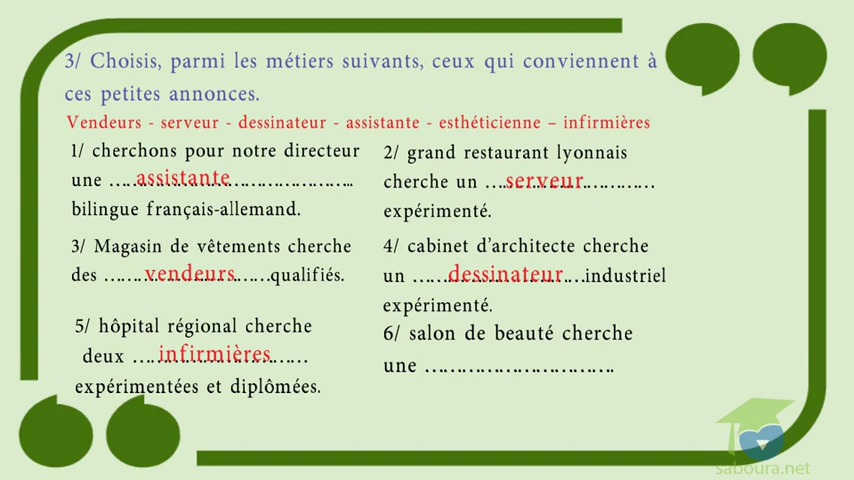 3/ Choisis, parmi les métiers suivants, ceux qui conviennent à
ces petites annonces.
Vendeurs - serveur - dessinateur - assistante - esthéticienne – infirmières
1/ cherchons pour notre directeur
une ….assistante…………………..
bilingue français-allemand.
2/ grand restaurant lyonnais
cherche un ….serveur…………
expérimenté.
3/ Magasin de vêtements cherche
des ……vendeurs……qualifiés.
4/ cabinet d’architecte cherche
un ……dessinateur….industriel
expérimenté.
5/ hôpital régional cherche
deux ….infirmières……
expérimentées et diplômées.
6/ salon de beauté cherche
une ………………………….
saboura.net